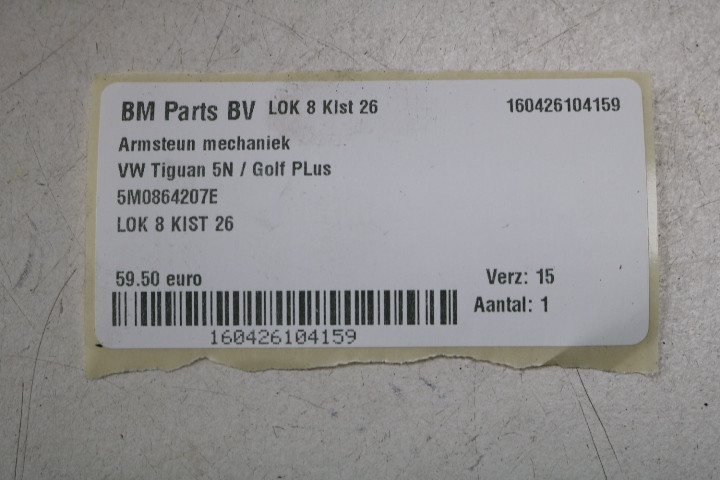 BM Parts BV LOK 8 KIst 26 160426104159
Armsteun mechaniek
VW Tiguan 5N / Golf PLus
5M0864207E
LOK 8 KIST 26
59.50 euro Verz: 15
Aantal: 1
160426104159